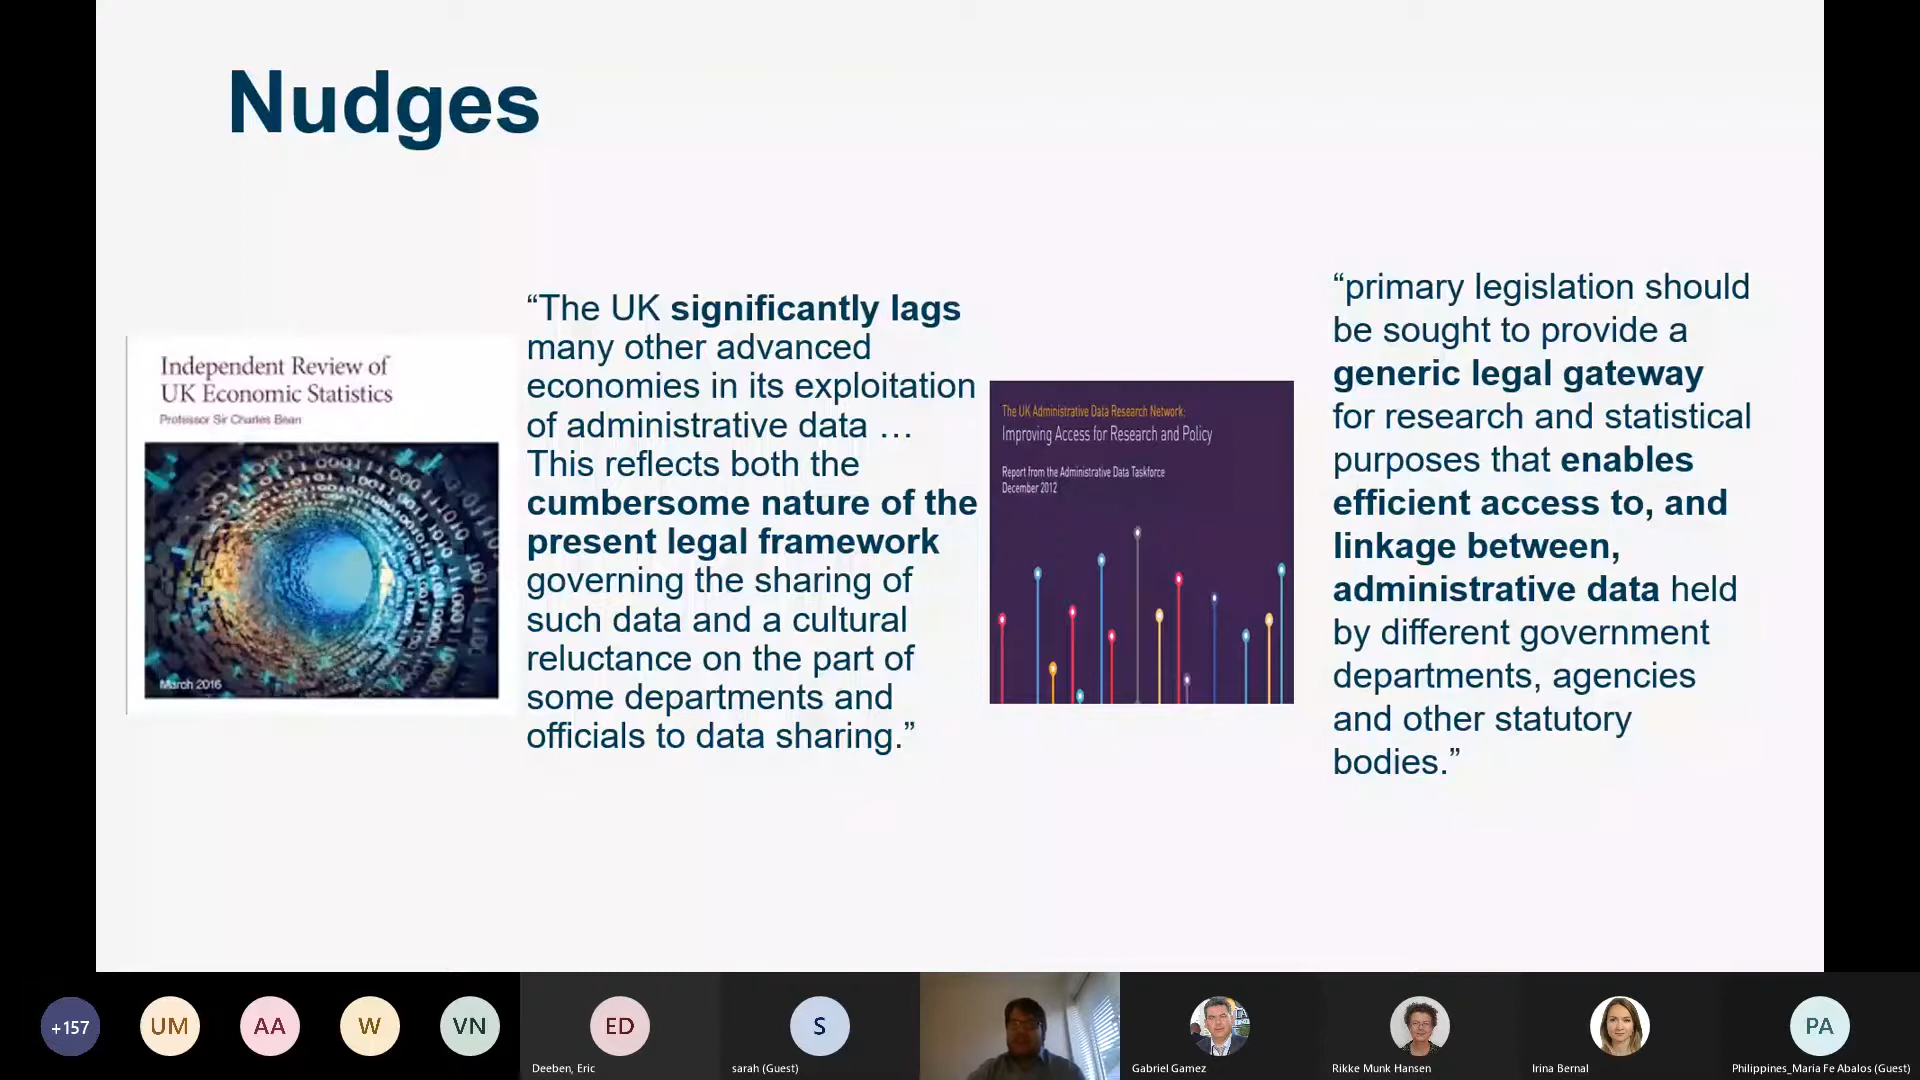 Nudges
Independent Review of
UK Economic Statistics
Professor Sir Charles Bean
March 2016
“The UK significantly lags
many other advanced
economies in its exploitation
of administrative data …
This reflects both the
cumbersome nature of the
present legal framework
governing the sharing of
such data and a cultural
reluctance on the part of
some departments and
officials to data sharing.”
The UK Administrative Data Research Network:
Improving Access for Research and Policy
Report from the Administrative Data Taskforce
December 2012
“primary legislation should
be sought to provide a
generic legal gateway
for research and statistical
purposes that enables
efficient access to, and
linkage between,
administrative data held
by different government
departments, agencies
and other statutory
bodies.”
+157
UM
AA
W
VN
ED
S
PA
Deeben, Eric
sarah (Guest)
Gabriel Gamez
Rikke Munk Hansen
Irina Bernal
Philippines_Maria Fe Abalos (Guest)